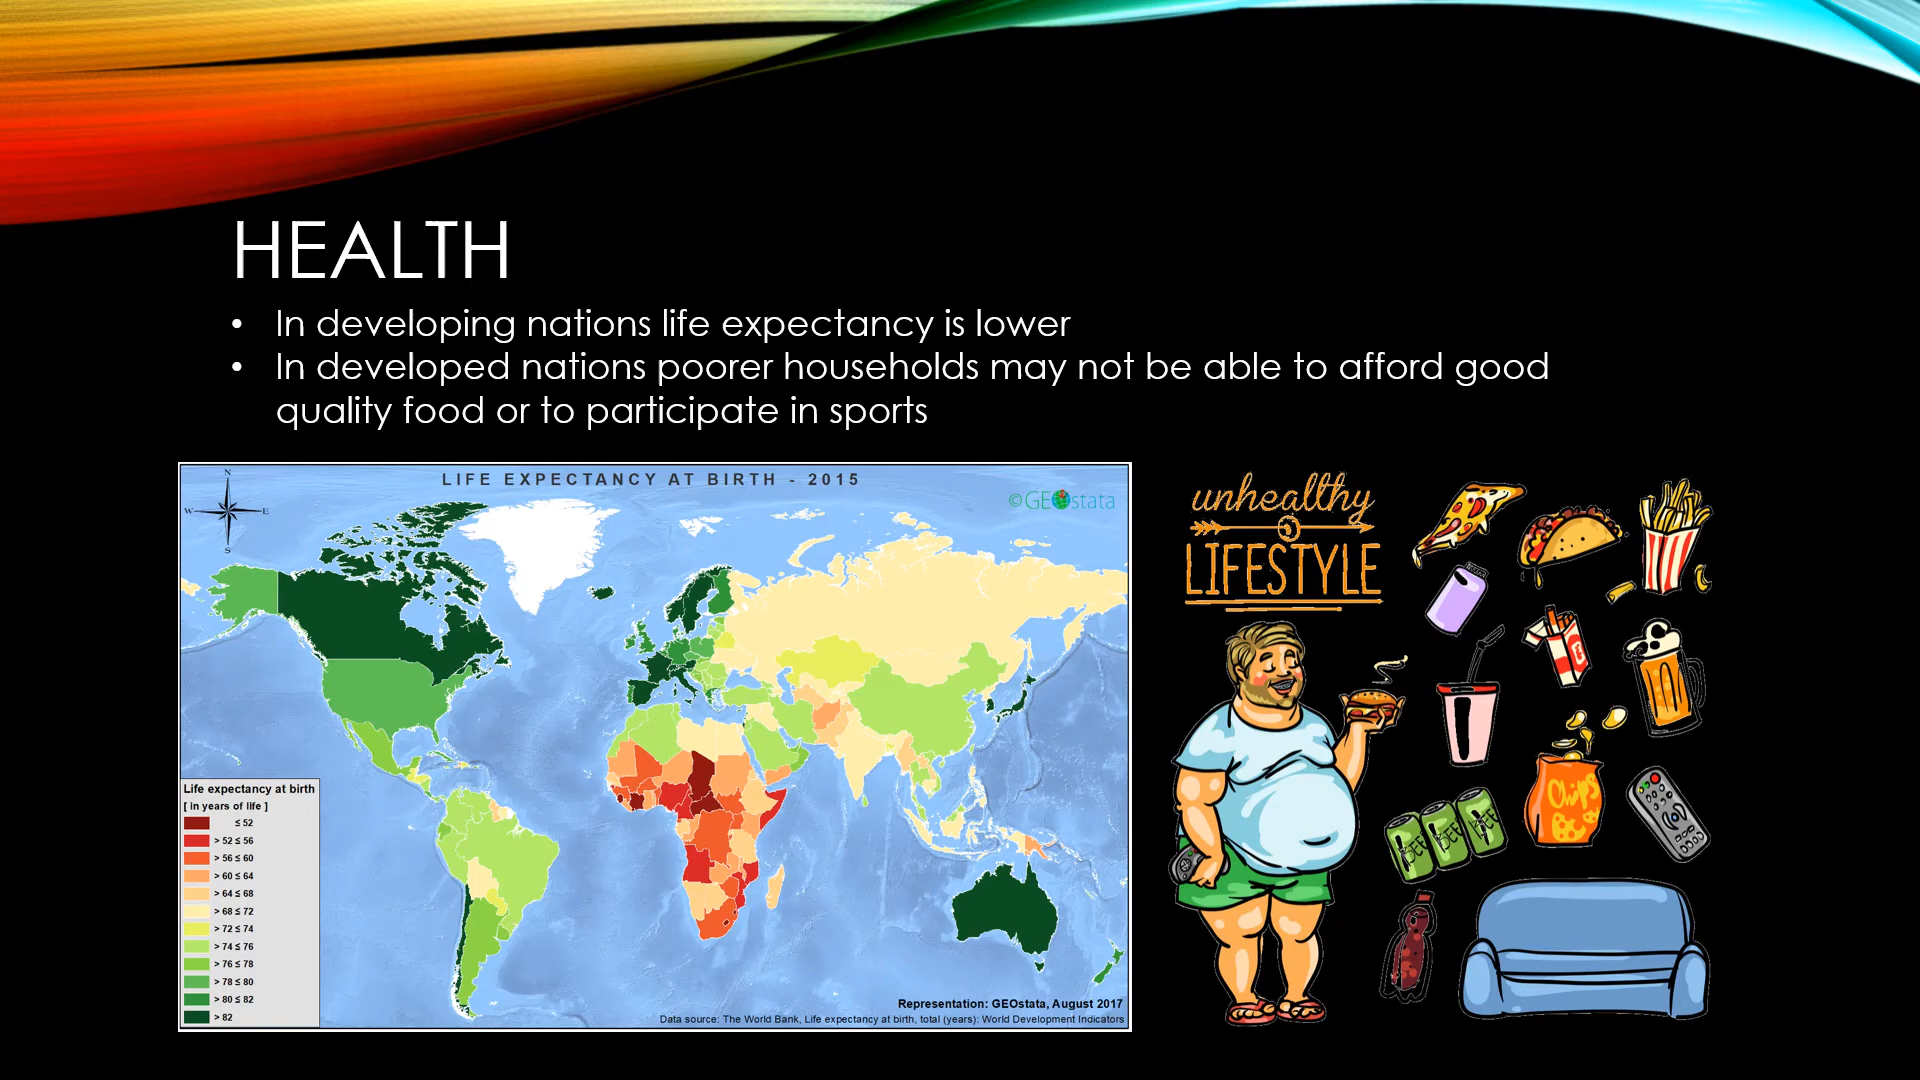 HEALTH
• In developing nations life expectancy is lower
• In developed nations poorer households may not be able to afford good
quality food or to participate in sports
LIFE EXPECTANCY AT BIRTH - 2015
©GEOstata
N
W E
S
Life expectancy at birth
[ in years of life ]
≤ 52
> 52 ≤ 56
> 56 ≤ 60
> 60 ≤ 64
> 64 ≤ 68
> 68 ≤ 72
> 72 ≤ 74
> 74 ≤ 76
> 76 ≤ 78
> 78 ≤ 80
> 80 ≤ 82
> 82
Representation: GEOstata, August 2017
Data source: The World Bank, Life expectancy at birth, total (years): World Development Indicators
unhealthy
LIFESTYLE
Chips
BEE BEE BEE